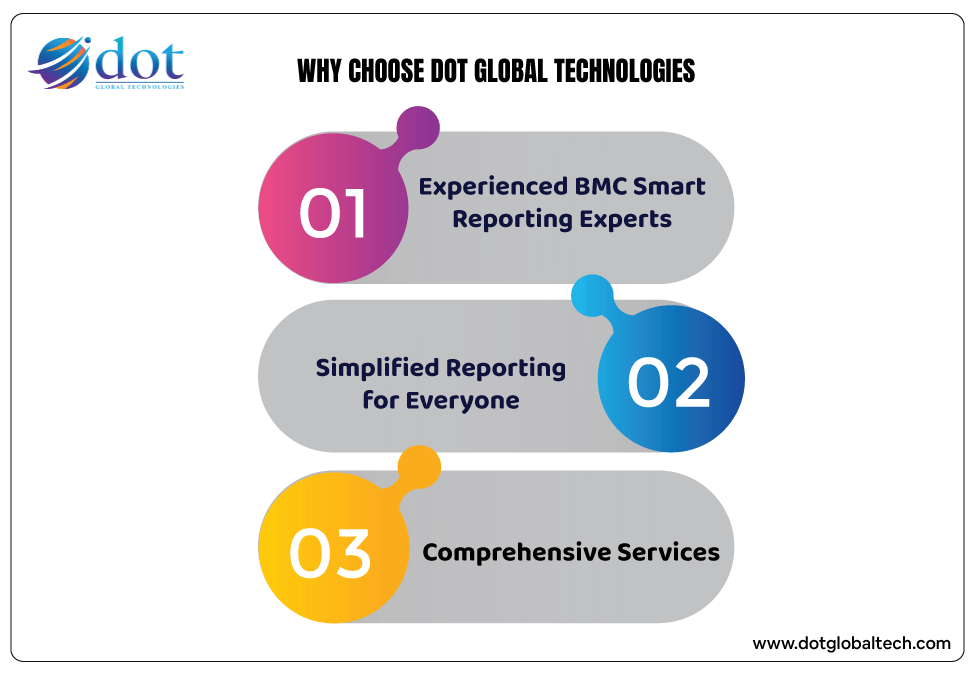 dot
GLOBAL TECHNOLOGIES
WHY CHOOSE DOT GLOBAL TECHNOLOGIES
01
Experienced BMC Smart
Reporting Experts
Simplified Reporting
for Everyone
02
03
Comprehensive Services
www.dotglobaltech.com